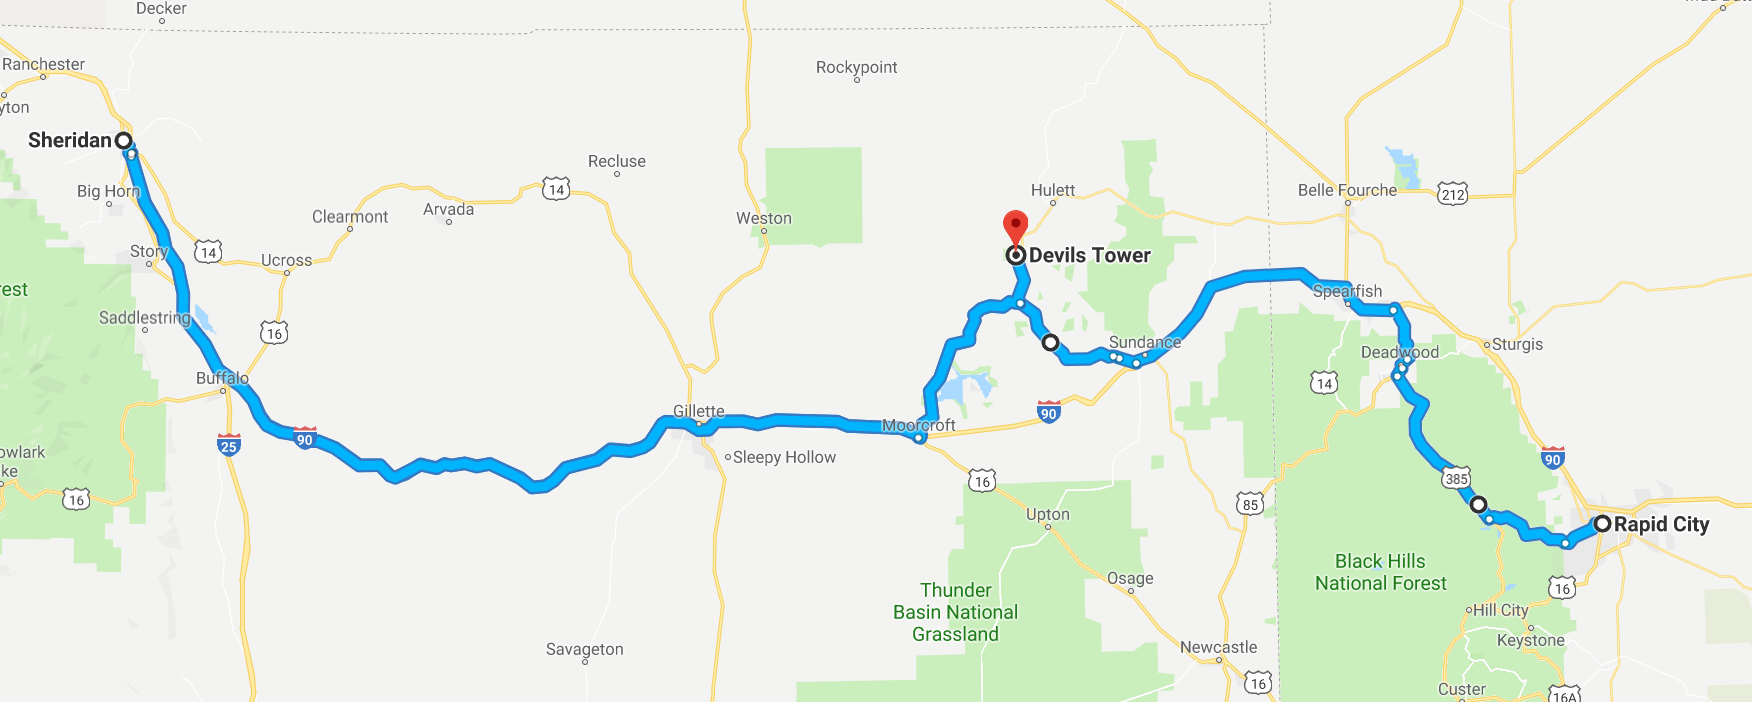 Decker
Ranchester
yton
Rockypoint
Sheridan
Recluse
14
Big Horn
Hulett
Belle Fourche
212
Arvada
Clearmont
Weston
14
Story
Devils Tower
Ucross
Spearfish
rest
Saddlestring
16
Sundance
Sturgis
Deadwood
Buffalo
14
Gillette
90
Moorcroft
90
25
Sleepy Hollow
owlark
ke
90
385
16
16
85
Upton
Rapid City
Black Hills
National Forest
Osage
16
Thunder
Basin National
Grassland
Hill City
Keystone
Savageton
Newcastle
16
Custer
16A